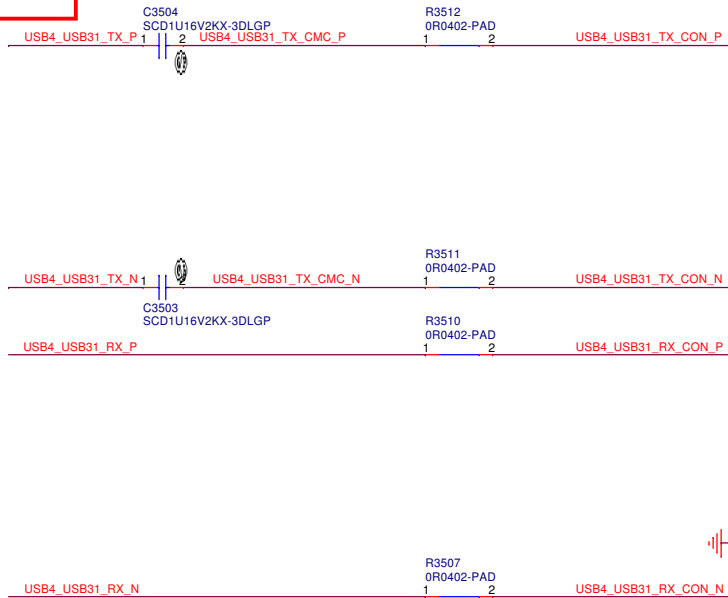 C3504
SCD1U16V2KX-3DLGP
R3512
0R0402-PAD
USB4_USB31_TX_P 1 2 USB4_USB31_TX_CMC_P 1 2 USB4_USB31_TX_CON_P
R3511
0R0402-PAD
USB4_USB31_TX_N 1 2 USB4_USB31_TX_CMC_N 1 2 USB4_USB31_TX_CON_N
C3503
SCD1U16V2KX-3DLGP
R3510
0R0402-PAD
USB4_USB31_RX_P 1 2 USB4_USB31_RX_CON_P
R3507
0R0402-PAD
USB4_USB31_RX_N 1 2 USB4_USB31_RX_CON_N